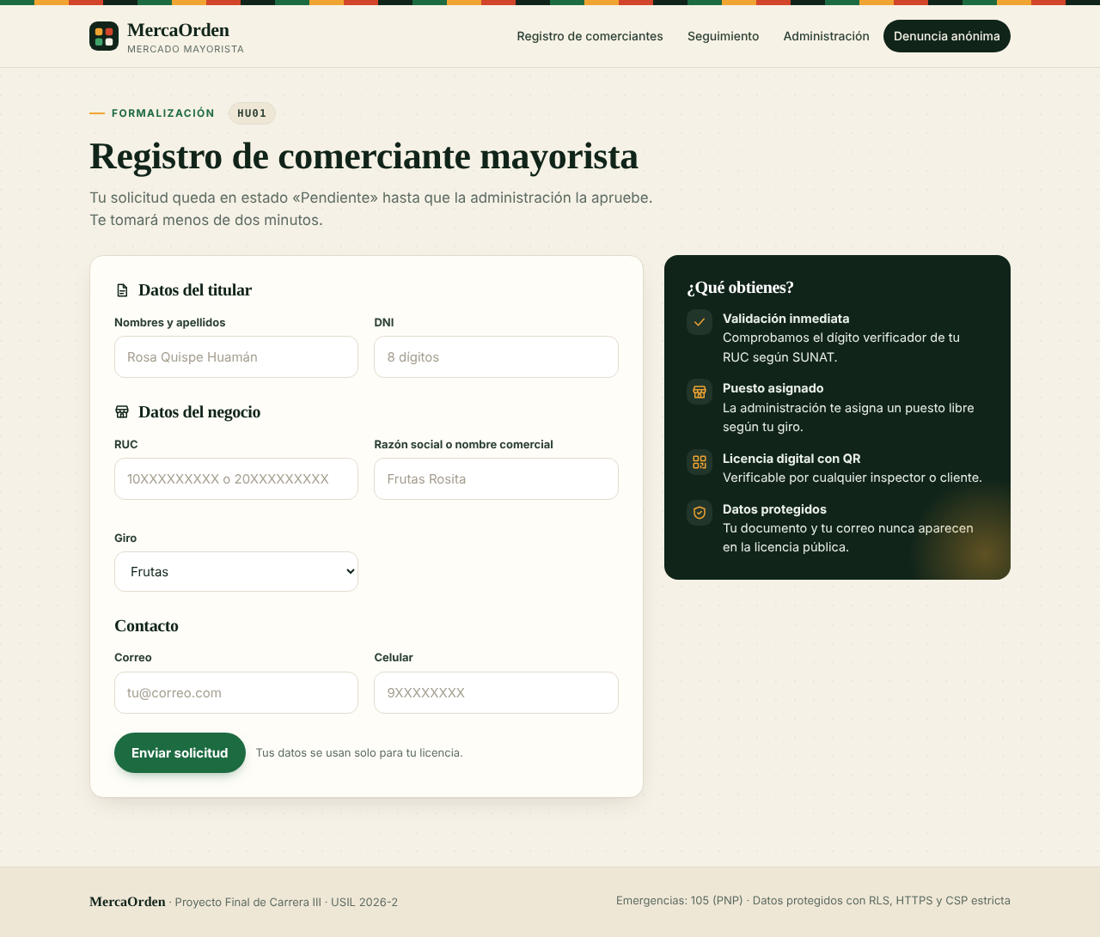 MercaOrden
MERCADO MAYORISTA
Registro de comerciantes
Seguimiento
Administración
Denuncia anónima
FORMALIZACIÓN
HU01
Registro de comerciante mayorista
Tu solicitud queda en estado «Pendiente» hasta que la administración la apruebe.
Te tomará menos de dos minutos.
Datos del titular
Nombres y apellidos
DNI
Rosa Quispe Huamán
8 dígitos
Datos del negocio
RUC
Razón social o nombre comercial
10XXXXXXXXX o 20XXXXXXXXX
Frutas Rosita
Giro
Frutas
Contacto
Correo
Celular
tu@correo.com
9XXXXXXXX
Enviar solicitud
Tus datos se usan solo para tu licencia.
¿Qué obtienes?
Validación inmediata
Comprobamos el dígito verificador de tu
RUC según SUNAT.
Puesto asignado
La administración te asigna un puesto libre
según tu giro.
Licencia digital con QR
Verificable por cualquier inspector o cliente.
Datos protegidos
Tu documento y tu correo nunca aparecen
en la licencia pública.
MercaOrden · Proyecto Final de Carrera III · USIL 2026-2
Emergencias: 105 (PNP) · Datos protegidos con RLS, HTTPS y CSP estricta